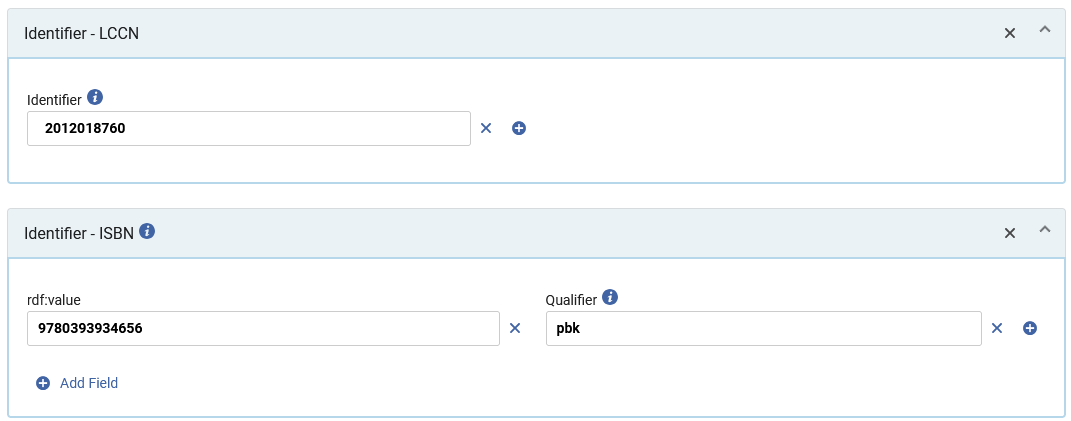 Identifier - LCCN
Identifier
2012018760
Identifier - ISBN
rdf:value Qualifier
9780393934656 pbk
Add Field